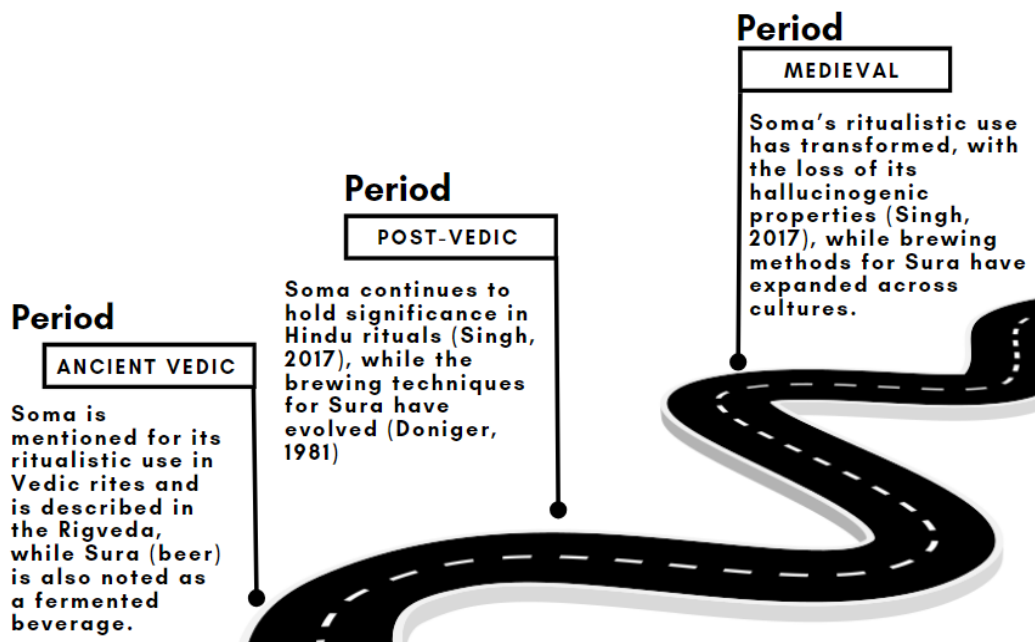 Period
ANCIENT VEDIC
Soma is
mentioned for its
ritualistic use in
Vedic rites and
is described in
the Rigveda,
while Sura (beer)
is also noted as
a fermented
beverage.
Period
POST-VEDIC
Soma continues to
hold significance in
Hindu rituals (Singh,
2017), while the
brewing techniques
for Sura have
evolved (Doniger,
1981)
Period
MEDIEVAL
Soma’s ritualistic use
has transformed, with
the loss of its
hallucinogenic
properties (Singh,
2017), while brewing
methods for Sura have
expanded across
cultures.